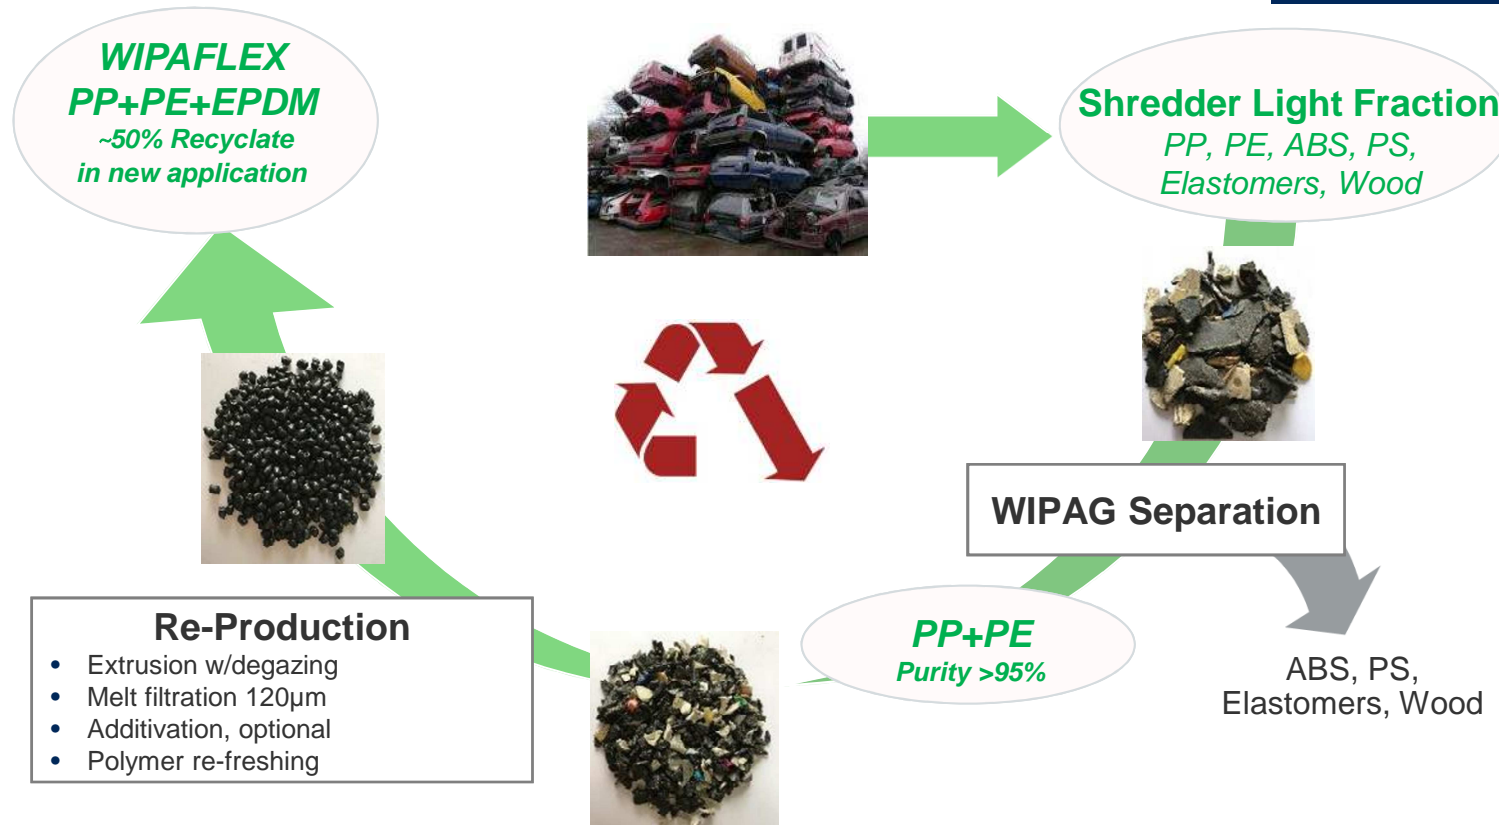 WIPAFLEX
PP+PE+EPDM
~50% Recyclate
in new application
Shredder Light Fraction
PP, PE, ABS, PS,
Elastomers, Wood
WIPAG Separation
ABS, PS,
Elastomers, Wood
PP+PE
Purity >95%
Re-Production
• Extrusion w/degazing
• Melt filtration 120µm
• Additivation, optional
• Polymer re-freshing